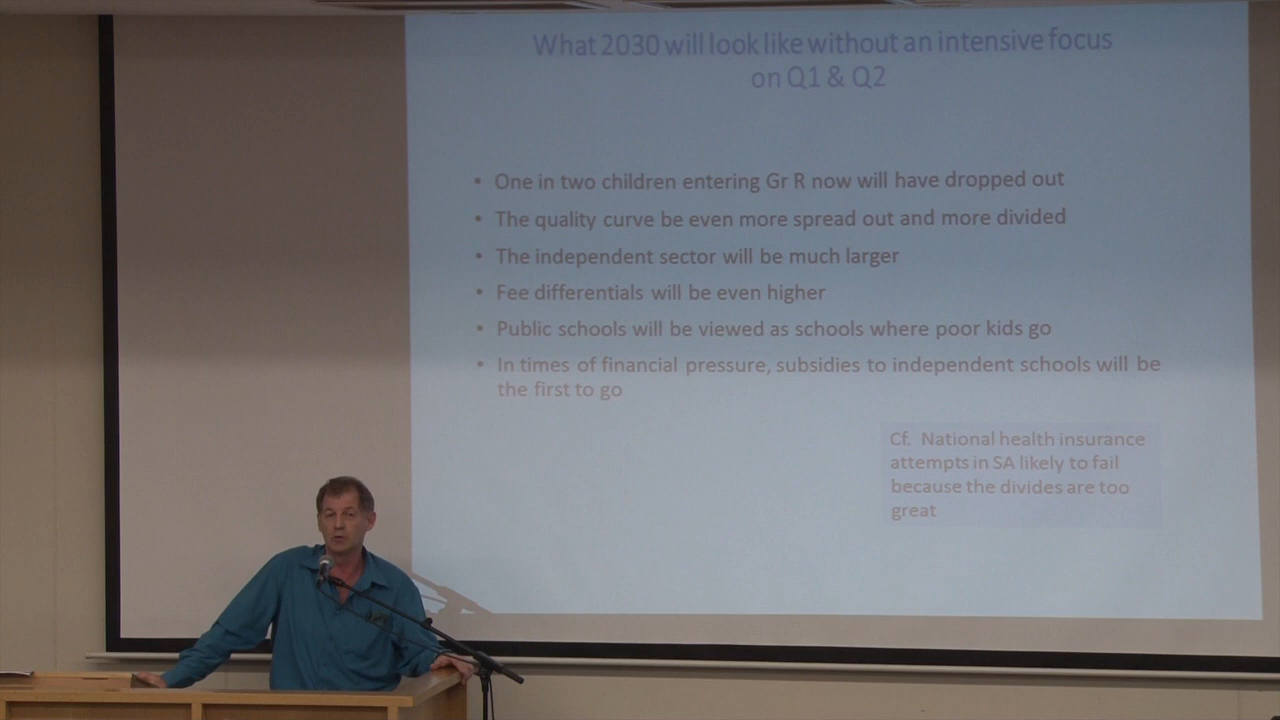 What 2030 will look like without an intensive focus
on Q1 & Q2
• One in two children entering Gr R now will have dropped out
• The quality curve be even more spread out and more divided
• The independent sector will be much larger
• Fee differentials will be even higher
• Public schools will be viewed as schools where poor kids go
• In times of financial pressure, subsidies to independent schools will be
the first to go
Cf. National health insurance
attempts in SA likely to fail
because the divides are too
great